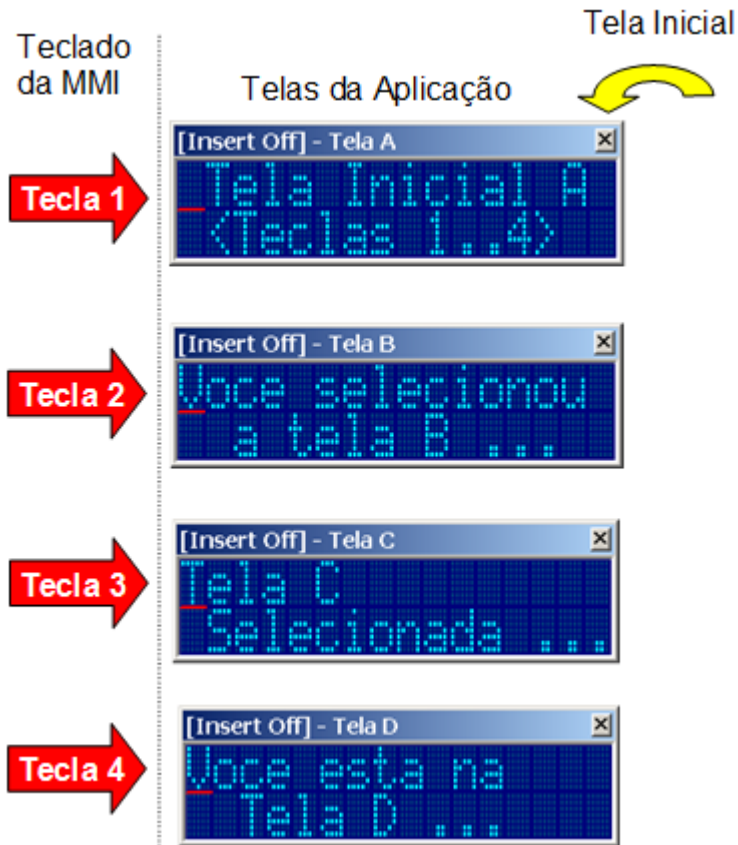 Tela Inicial
Teclado
da MMI
Telas da Aplicação
[Insert Off] - Tela A
Tecla 1
Tela Inicial A
<Teclas 1..4>
[Insert Off] - Tela B
Tecla 2
Voce selecionou
a tela B ...
[Insert Off] - Tela C
Tecla 3
Tela C
Selecionada ...
[Insert Off] - Tela D
Tecla 4
Voce esta na
Tela D ...